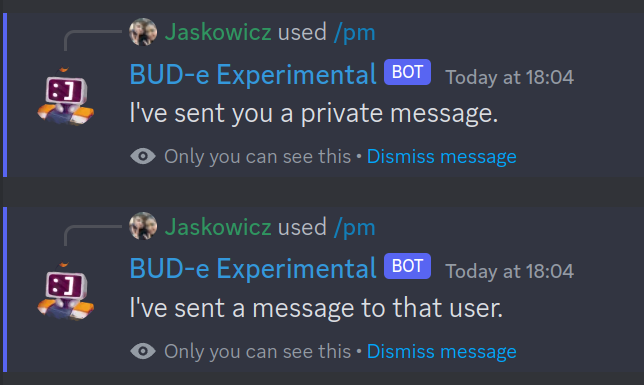 Jaskowicz used /pm
BUD-e Experimental BOT Today at 18:04
I've sent you a private message.
Only you can see this • Dismiss message
Jaskowicz used /pm
BUD-e Experimental BOT Today at 18:04
I've sent a message to that user.
Only you can see this • Dismiss message